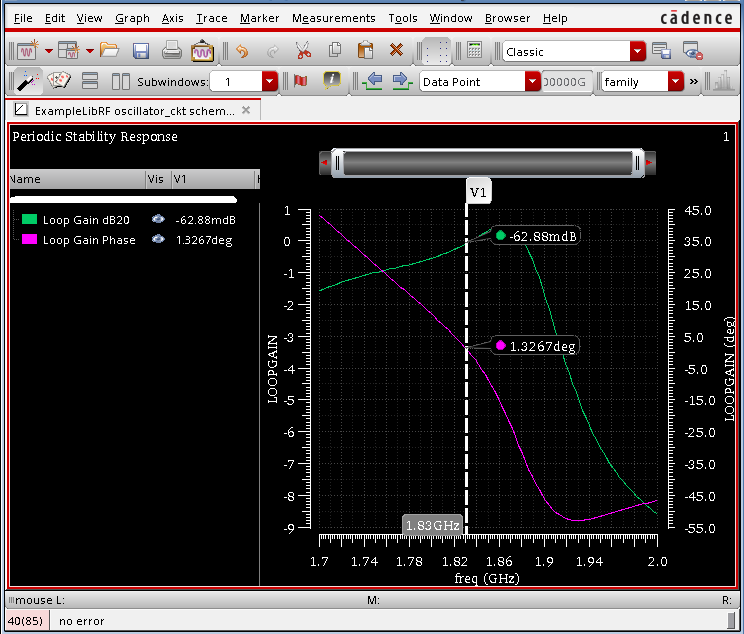 File Edit View Graph Axis Trace Marker Measurements Tools Window Browser Help cādence
Classic
Subwindows: 1 Data Point 00000G family »
ExampleLibRF oscillator_ckt schem...
Periodic Stability Response 1
Name Vis V1
Loop Gain dB20 -62.88mdB
Loop Gain Phase 1.3267deg
V1
-62.88mdB
1.3267deg
1.83GHz
1
0
-1
-2
-3
-4
-5
-6
-7
-8
-9
LOOPGAIN
45.0
35.0
25.0
15.0
5.0
-5.0
-15.0
-25.0
-35.0
-45.0
-55.0
LOOPGAIN (deg)
1.7 1.74 1.78 1.82 1.86 1.9 1.94 2.0
freq (GHz)
mouse L: M: R:
40(85) no error